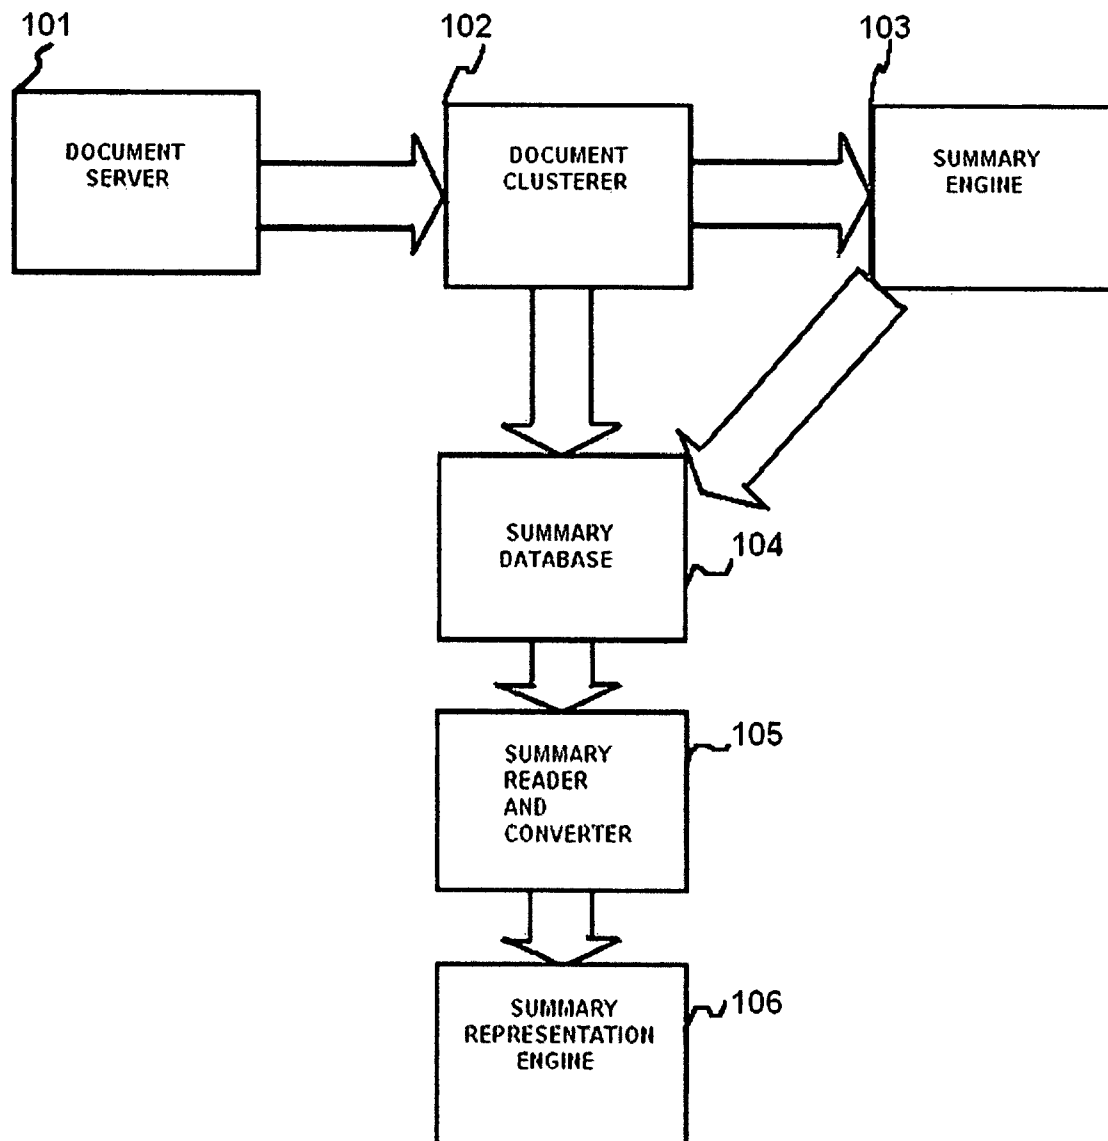 101
102
103
DOCUMENT
SERVER
DOCUMENT
CLUSTERER
SUMMARY
ENGINE
SUMMARY
DATABASE
104
SUMMARY
READER
AND
CONVERTER
105
SUMMARY
REPRESENTATION
ENGINE
106